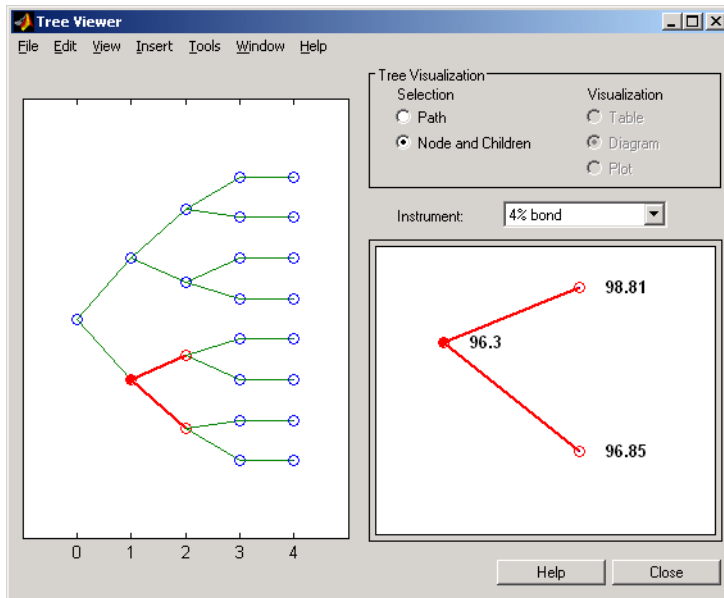 Tree Viewer
File Edit View Insert Tools Window Help
Tree Visualization
Selection Visualization
Path Table
Node and Children Diagram
Plot
Instrument: 4% bond
98.81
96.3
96.85
0 1 2 3 4
Help Close